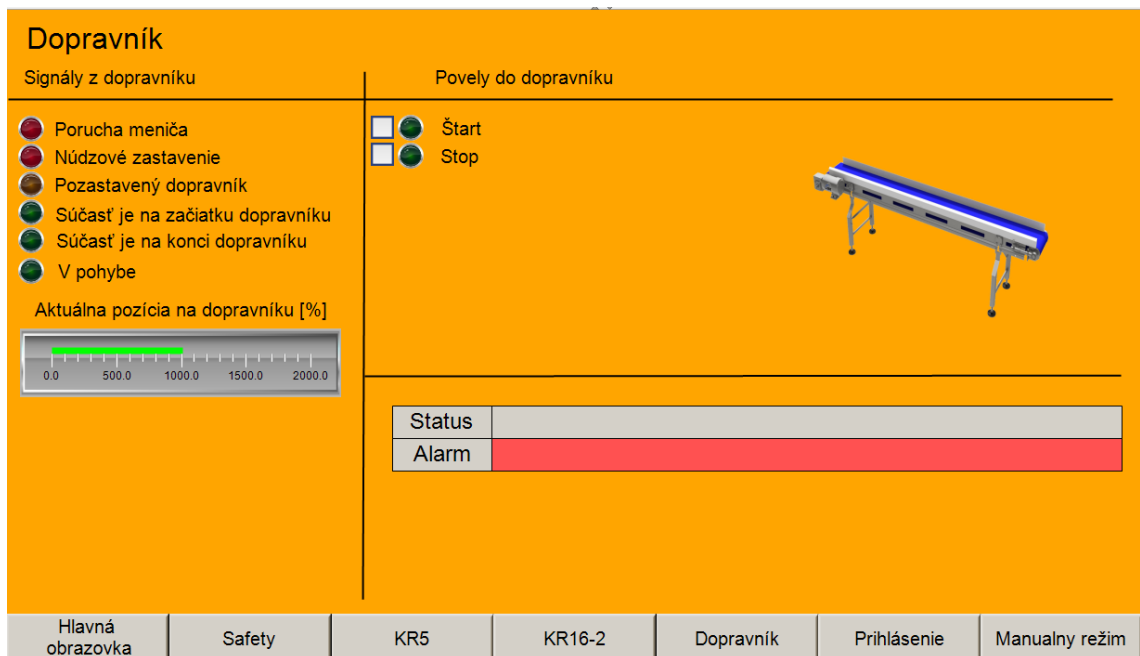 Dopravník
Signály z dopravníku
Povely do dopravníku
Porucha meniča
Núdzové zastavenie
Pozastavený dopravník
Súčasť je na začiatku dopravníku
Súčasť je na konci dopravníku
V pohybe
Štart
Stop
Aktuálna pozícia na dopravníku [%]
0.0 500.0 1000.0 1500.0 2000.0
Status
Alarm
Hlavná
obrazovka
Safety
KR5
KR16-2
Dopravník
Prihlásenie
Manualny režim